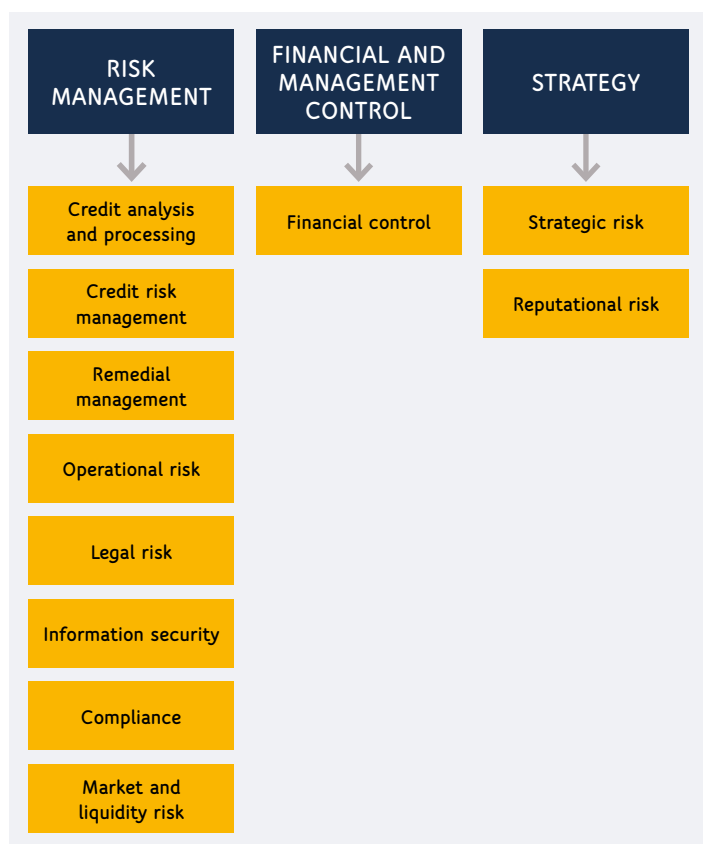 RISK
MANAGEMENT
Credit analysis
and processing
Credit risk
management
Remedial
management
Operational risk
Legal risk
Information security
Compliance
Market and
liquidity risk
FINANCIAL AND
MANAGEMENT
CONTROL
Financial control
STRATEGY
Strategic risk
Reputational risk